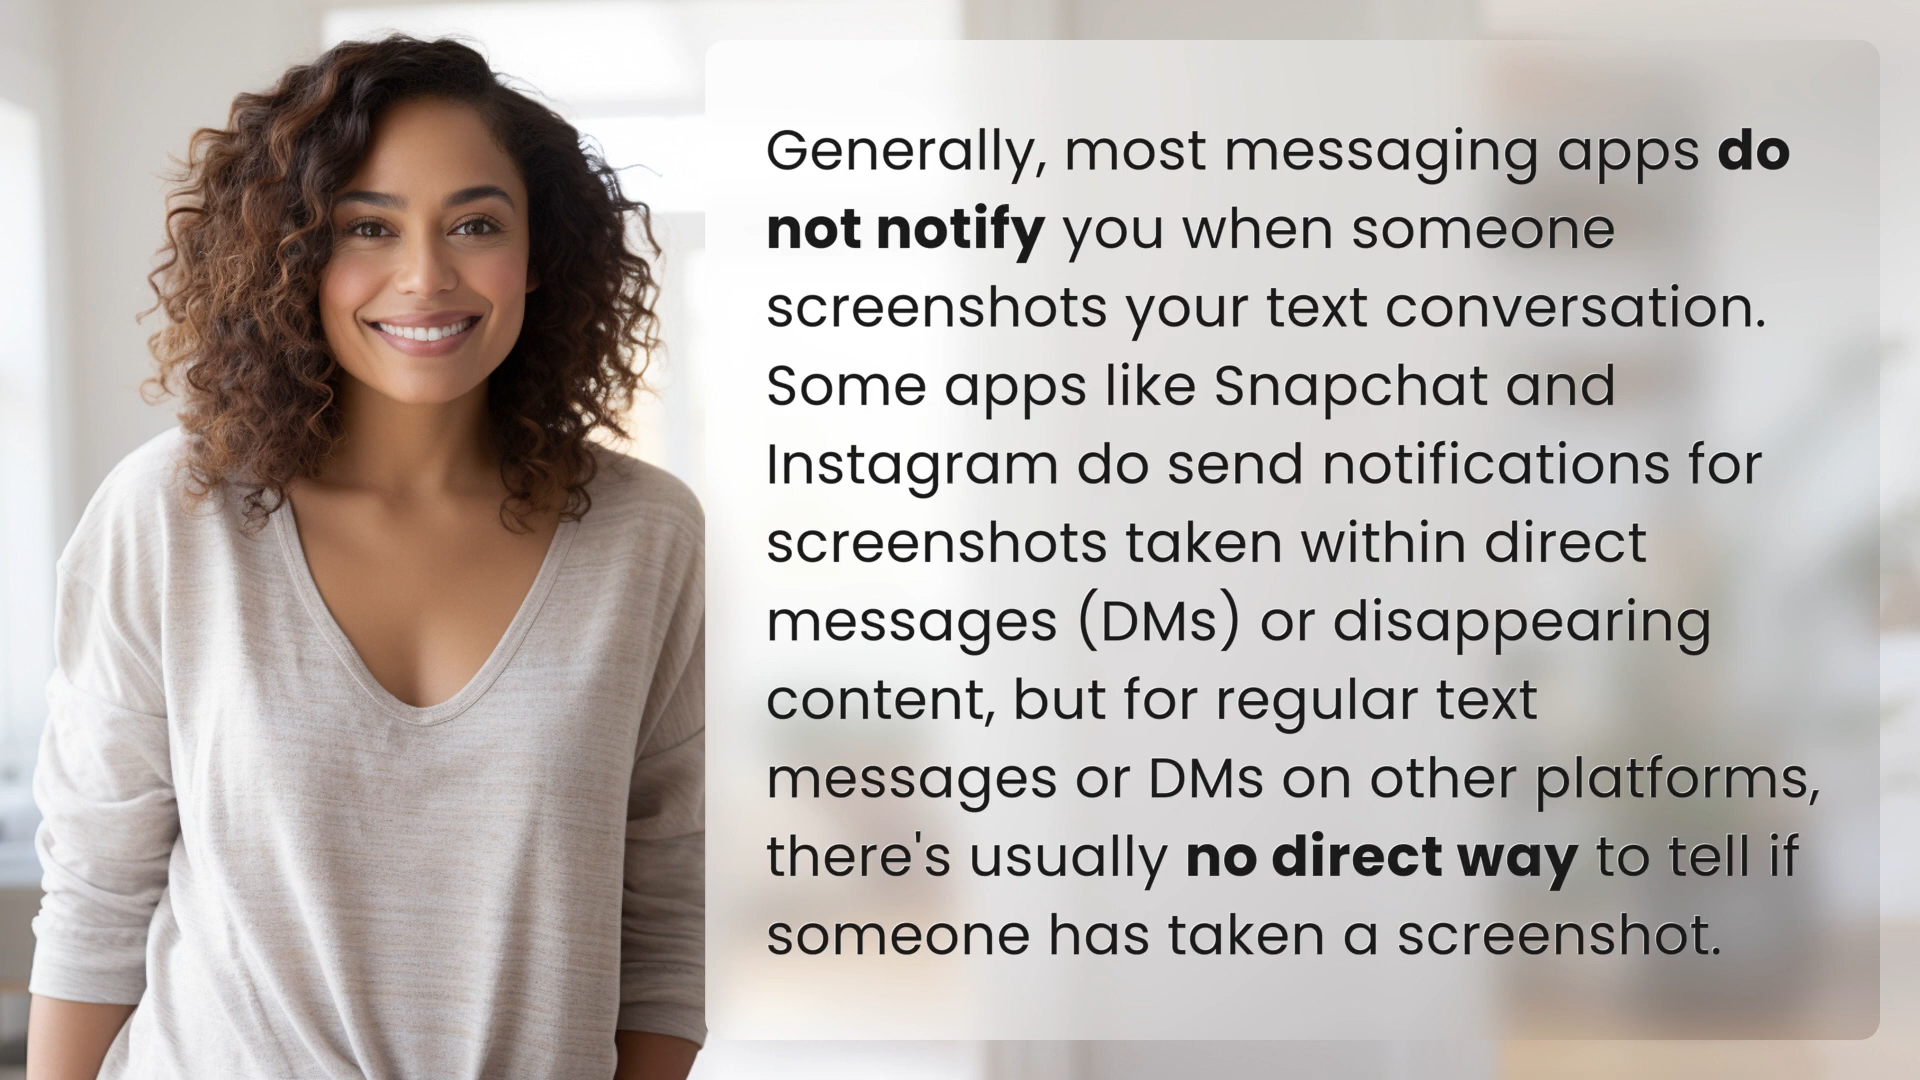 Generally, most messaging apps do
not notify you when someone
screenshots your text conversation.
Some apps like Snapchat and
Instagram do send notifications for
screenshots taken within direct
messages (DMs) or disappearing
content, but for regular text
messages or DMs on other platforms,
there's usually no direct way to tell if
someone has taken a screenshot.